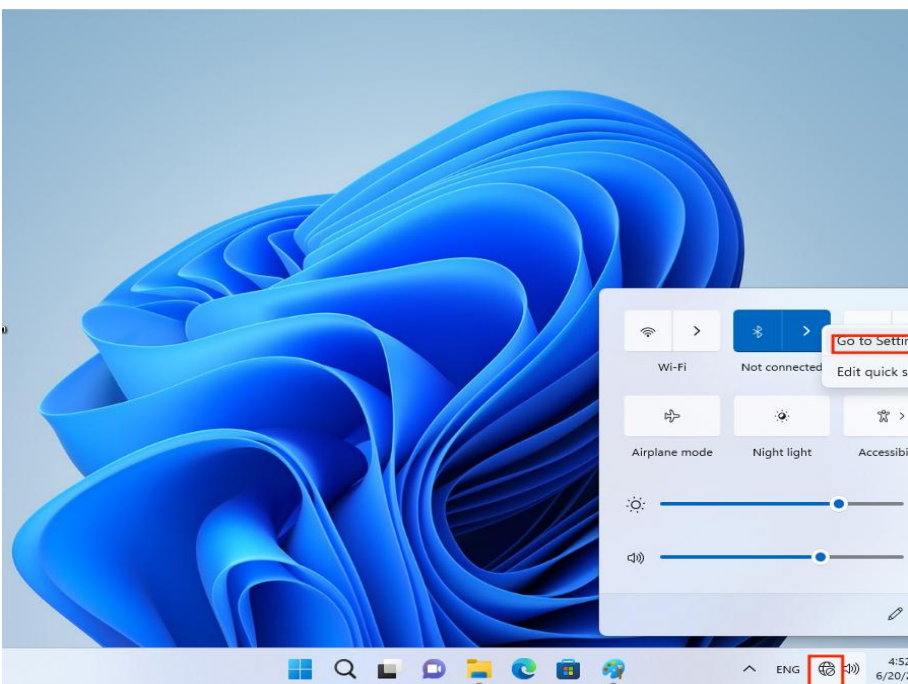 Go to Settin
Wi-Fi
Not connected
Edit quick s
Airplane mode
Night light
Accessibi
ENG
4:52
6/20/2